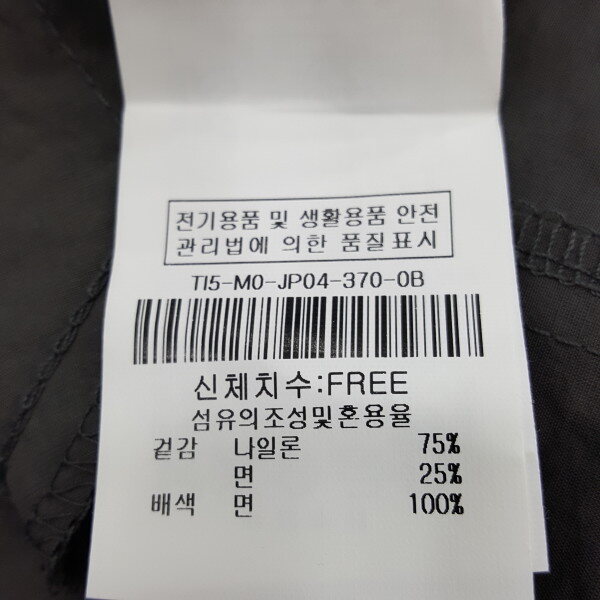 전기용품 및 생활용품 안전
관리법에 의한 품질표시
TI5-M0-JP04-370-0B
신체치수:FREE
섬유의조성및혼용율
겉감 나일론 75%
면 25%
배색 면 100%